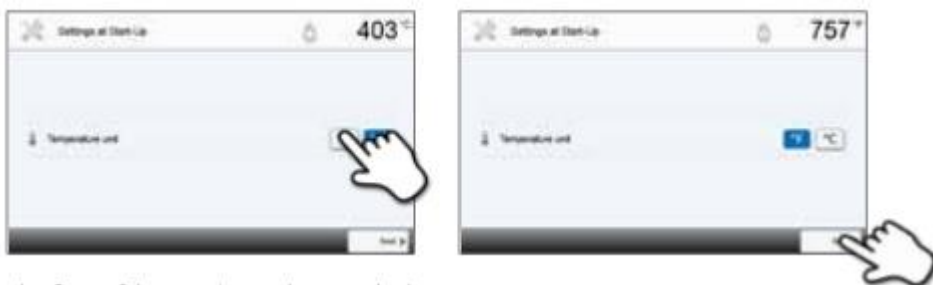 Settings at Start-Up 403 °C
Temperature unit
Next
Settings at Start-Up 757 °F
Temperature unit °F °C